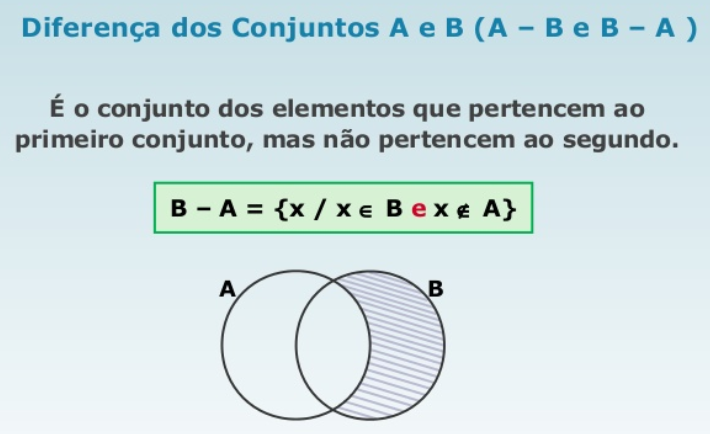 Diferença dos Conjuntos A e B (A – B e B – A )
É o conjunto dos elementos que pertencem ao
primeiro conjunto, mas não pertencem ao segundo.
B – A = {x / x ∈ B e x ∉ A}
A B